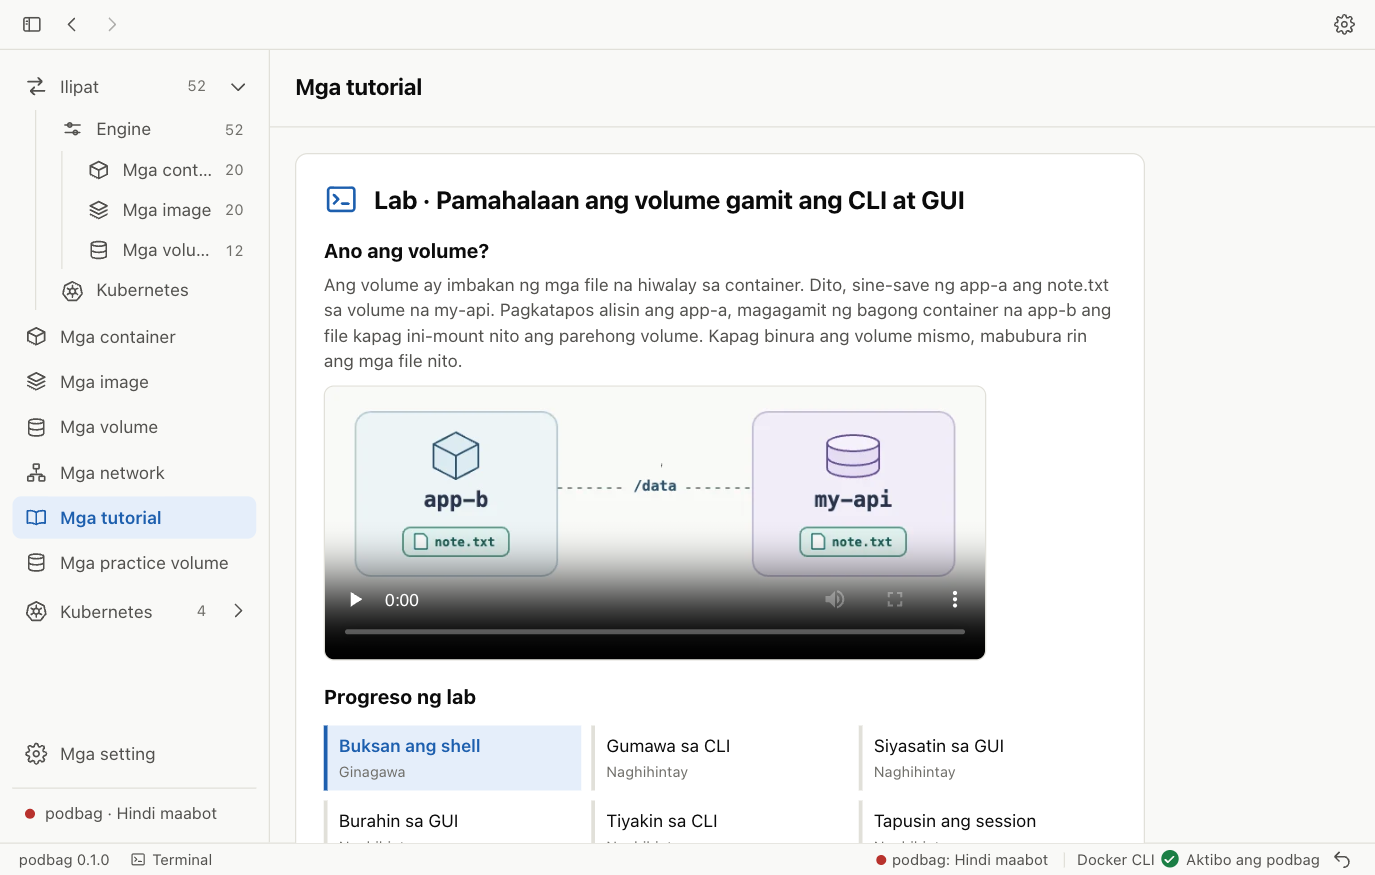 Ilipat 52
Engine 52
Mga cont... 20
Mga image 20
Mga volu... 12
Kubernetes
Mga container
Mga image
Mga volume
Mga network
Mga tutorial
Mga practice volume
Kubernetes 4
Mga setting
podbag · Hindi maabot
Mga tutorial
Lab · Pamahalaan ang volume gamit ang CLI at GUI
Ano ang volume?
Ang volume ay imbakan ng mga file na hiwalay sa container. Dito, sine-save ng app-a ang note.txt
sa volume na my-api. Pagkatapos alisin ang app-a, magagamit ng bagong container na app-b ang
file kapag ini-mount nito ang parehong volume. Kapag binura ang volume mismo, mabubura rin
ang mga file nito.
app-b
note.txt
/data
my-api
note.txt
0:00
Progreso ng lab
Buksan ang shell
Ginagawa
Gumawa sa CLI
Naghihintay
Siyasatin sa GUI
Naghihintay
Burahin sa GUI
Tiyakin sa CLI
Tapusin ang session
podbag 0.1.0
Terminal
podbag: Hindi maabot
Docker CLI
Aktibo ang podbag